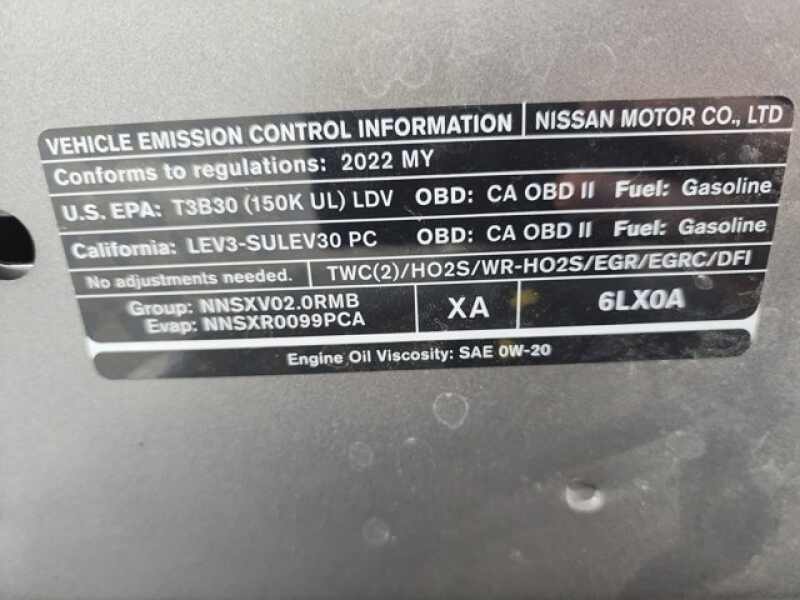 VEHICLE EMISSION CONTROL INFORMATION NISSAN MOTOR CO., LTD
Conforms to regulations: 2022 MY
U.S. EPA: T3B30 (150K UL) LDV OBD: CA OBD II Fuel: Gasoline
California: LEV3-SULEV30 PC OBD: CA OBD II Fuel: Gasoline
No adjustments needed. TWC(2)/HO2S/WR-HO2S/EGR/EGRC/DFI
Group: NNSXV02.0RMB
Evap: NNSXR0099PCA
XA
6LX0A
Engine Oil Viscosity: SAE 0W-20